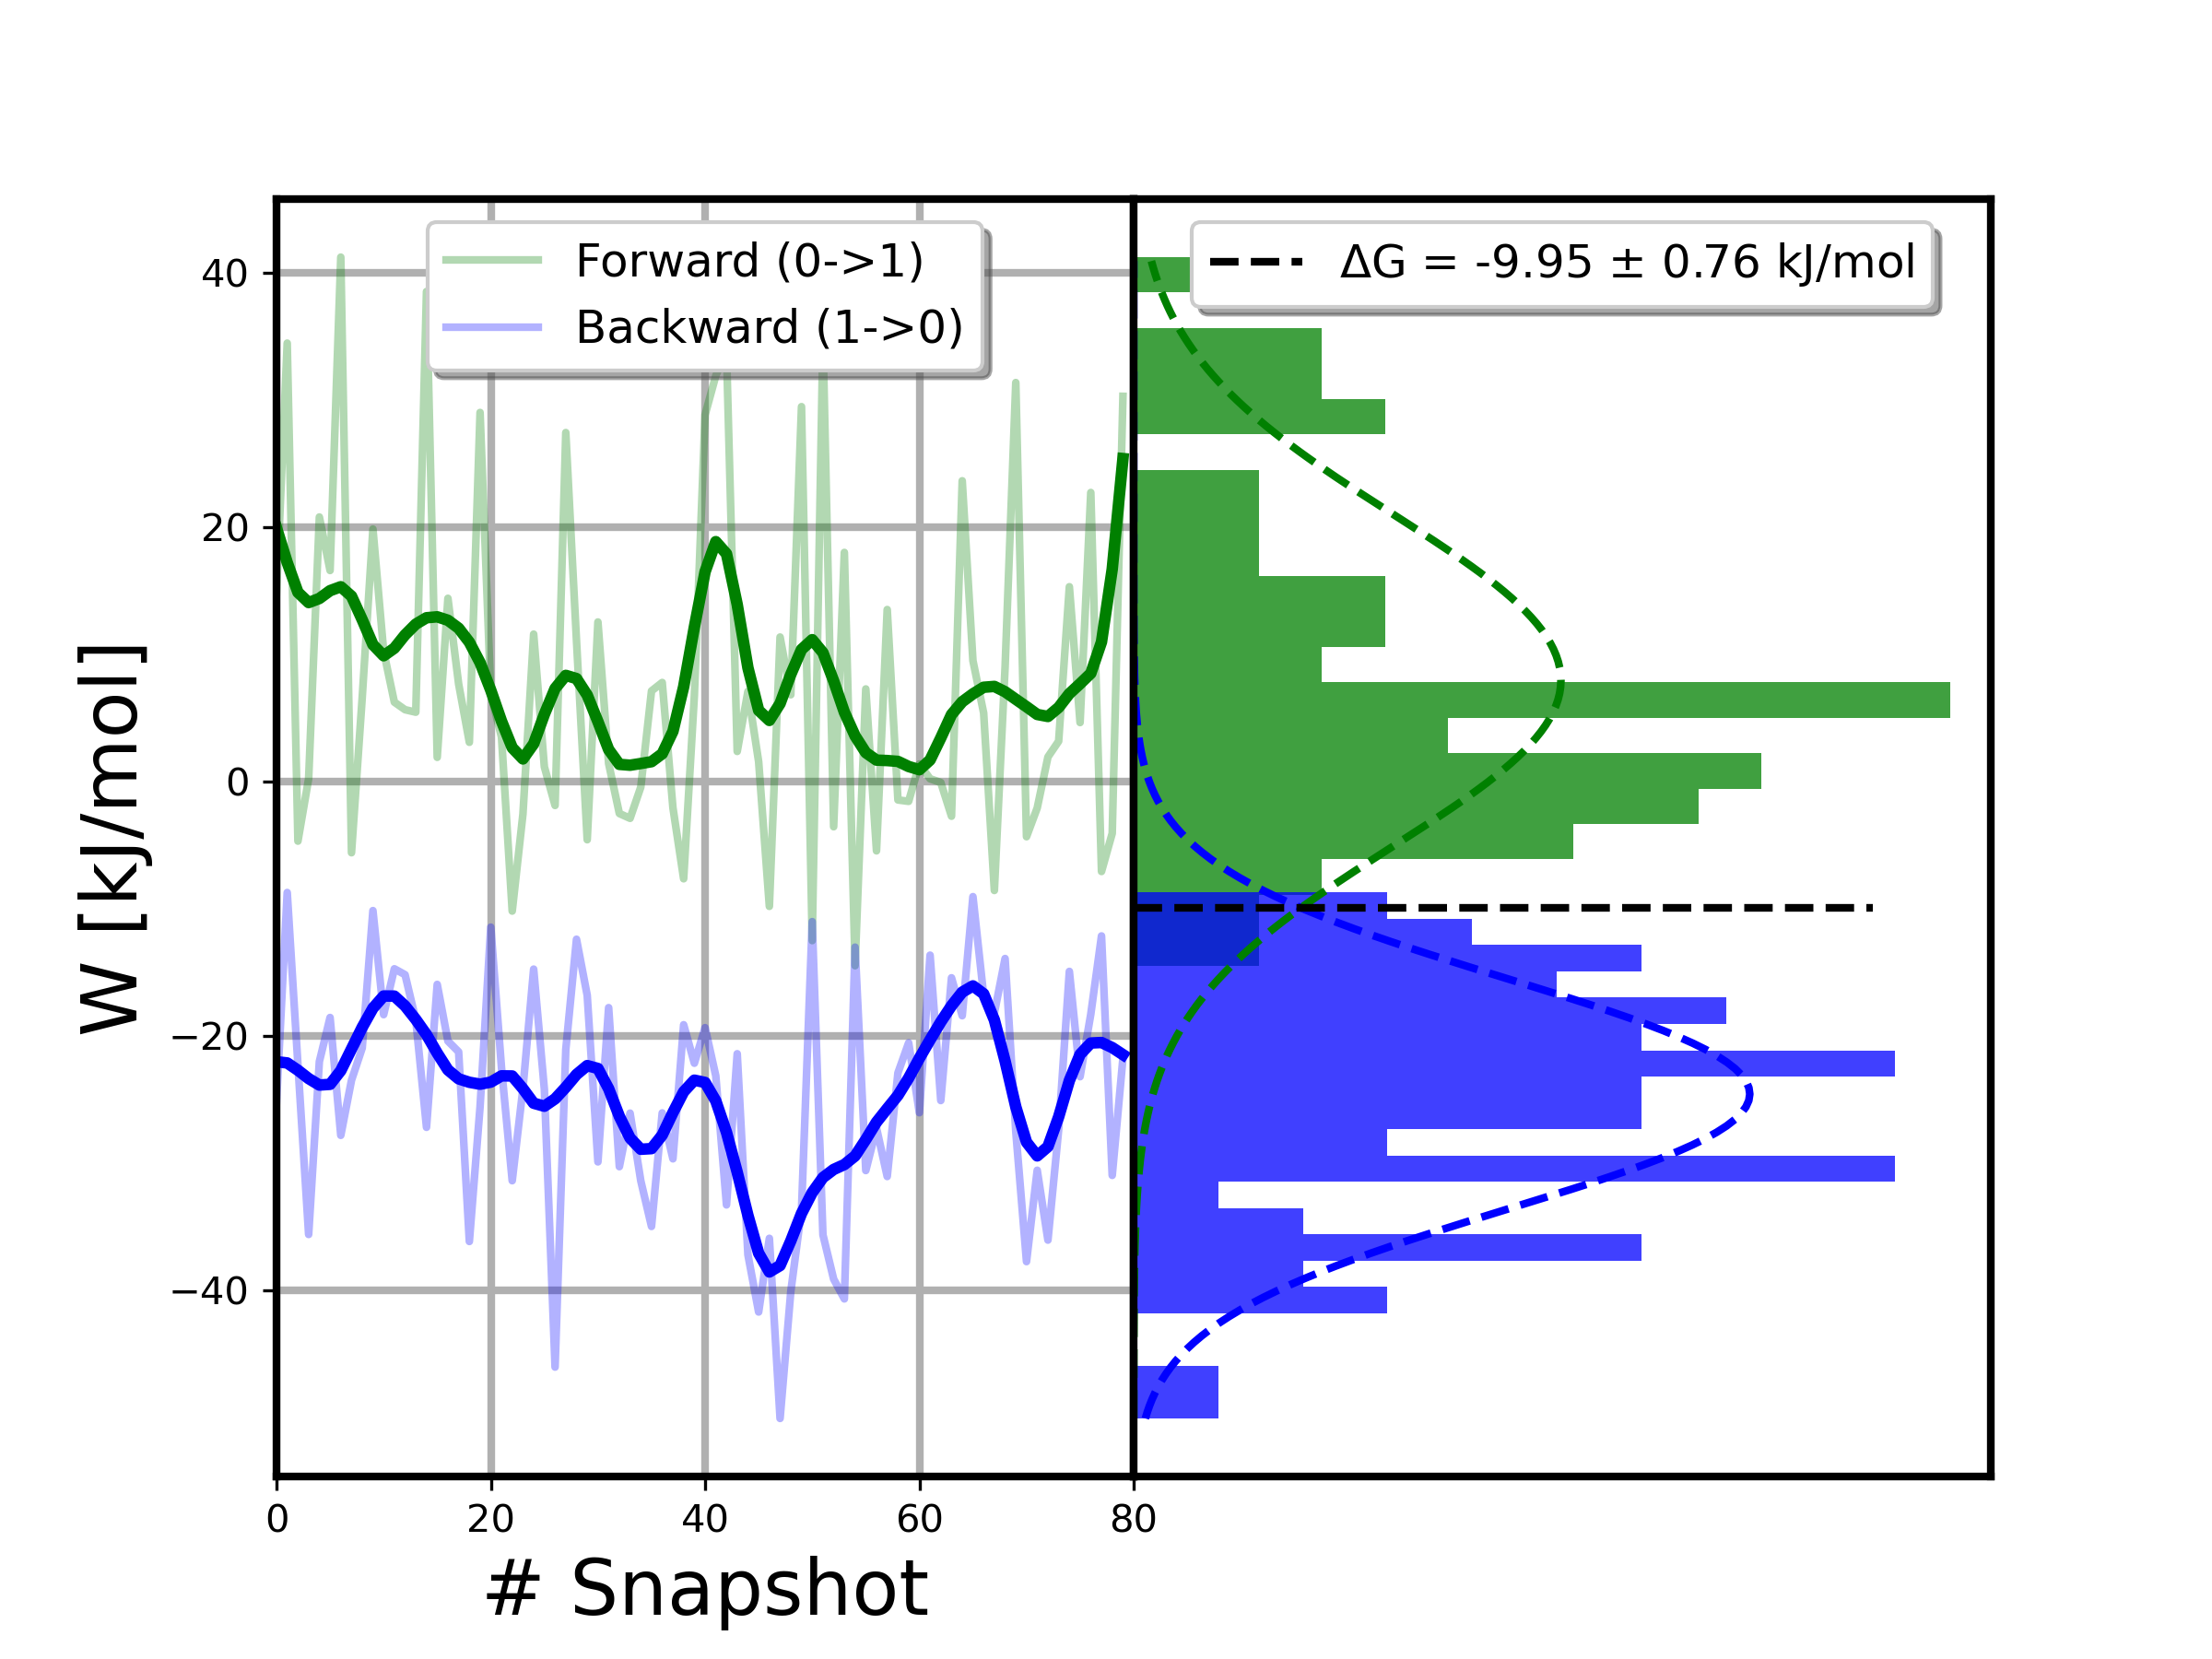 Forward (0->1)
Backward (1->0)
ΔG = -9.95 ± 0.76 kJ/mol
40
20
0
−20
−40
W [kJ/mol]
0 20 40 60 80
# Snapshot